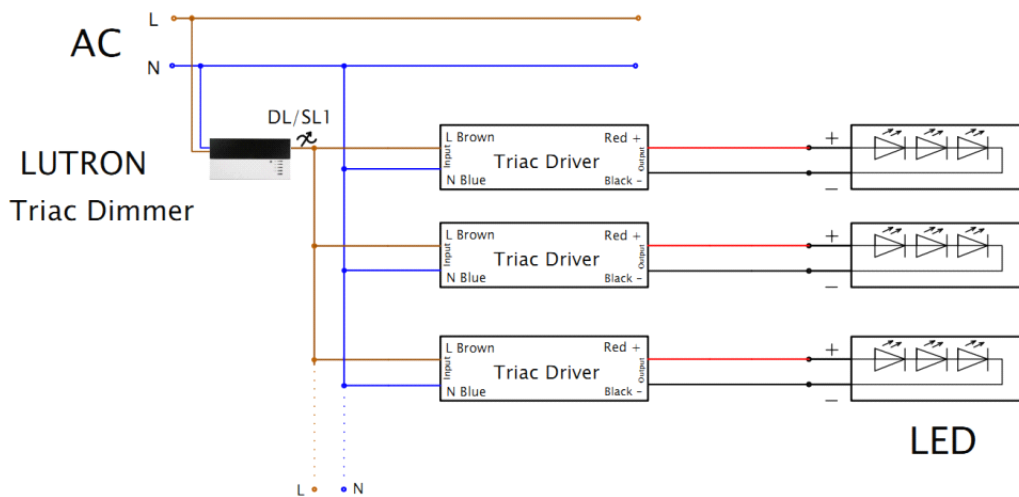 L
AC
N
DL/SL1
LUTRON
Triac Dimmer
L Brown
Red +
Input
Triac Driver
Output
N Blue
Black -
+
−
L Brown
Red +
Input
Triac Driver
Output
N Blue
Black -
+
−
L Brown
Red +
Input
Triac Driver
Output
N Blue
Black -
+
−
LED
L
N